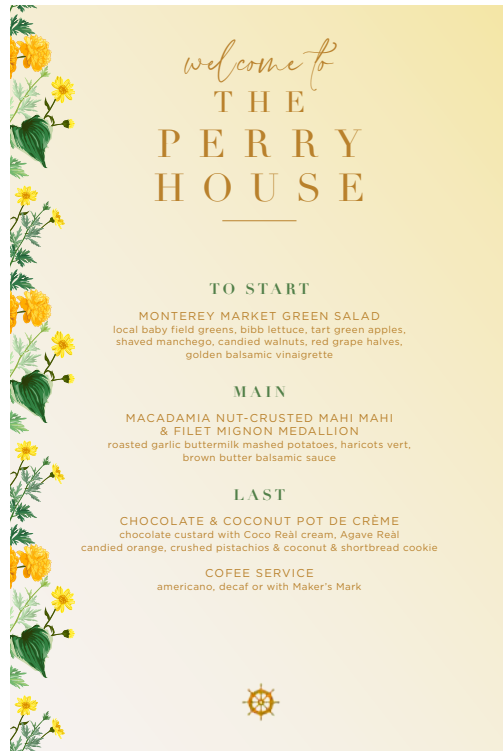 welcome to
THE
PERRY
HOUSE
TO START
MONTEREY MARKET GREEN SALAD
local baby field greens, bibb lettuce, tart green apples,
shaved manchego, candied walnuts, red grape halves,
golden balsamic vinaigrette
MAIN
MACADAMIA NUT-CRUSTED MAHI MAHI
& FILET MIGNON MEDALLION
roasted garlic buttermilk mashed potatoes, haricots vert,
brown butter balsamic sauce
LAST
CHOCOLATE & COCONUT POT DE CRÈME
chocolate custard with Coco Reàl cream, Agave Reàl
candied orange, crushed pistachios & coconut & shortbread cookie
COFEE SERVICE
americano, decaf or with Maker's Mark